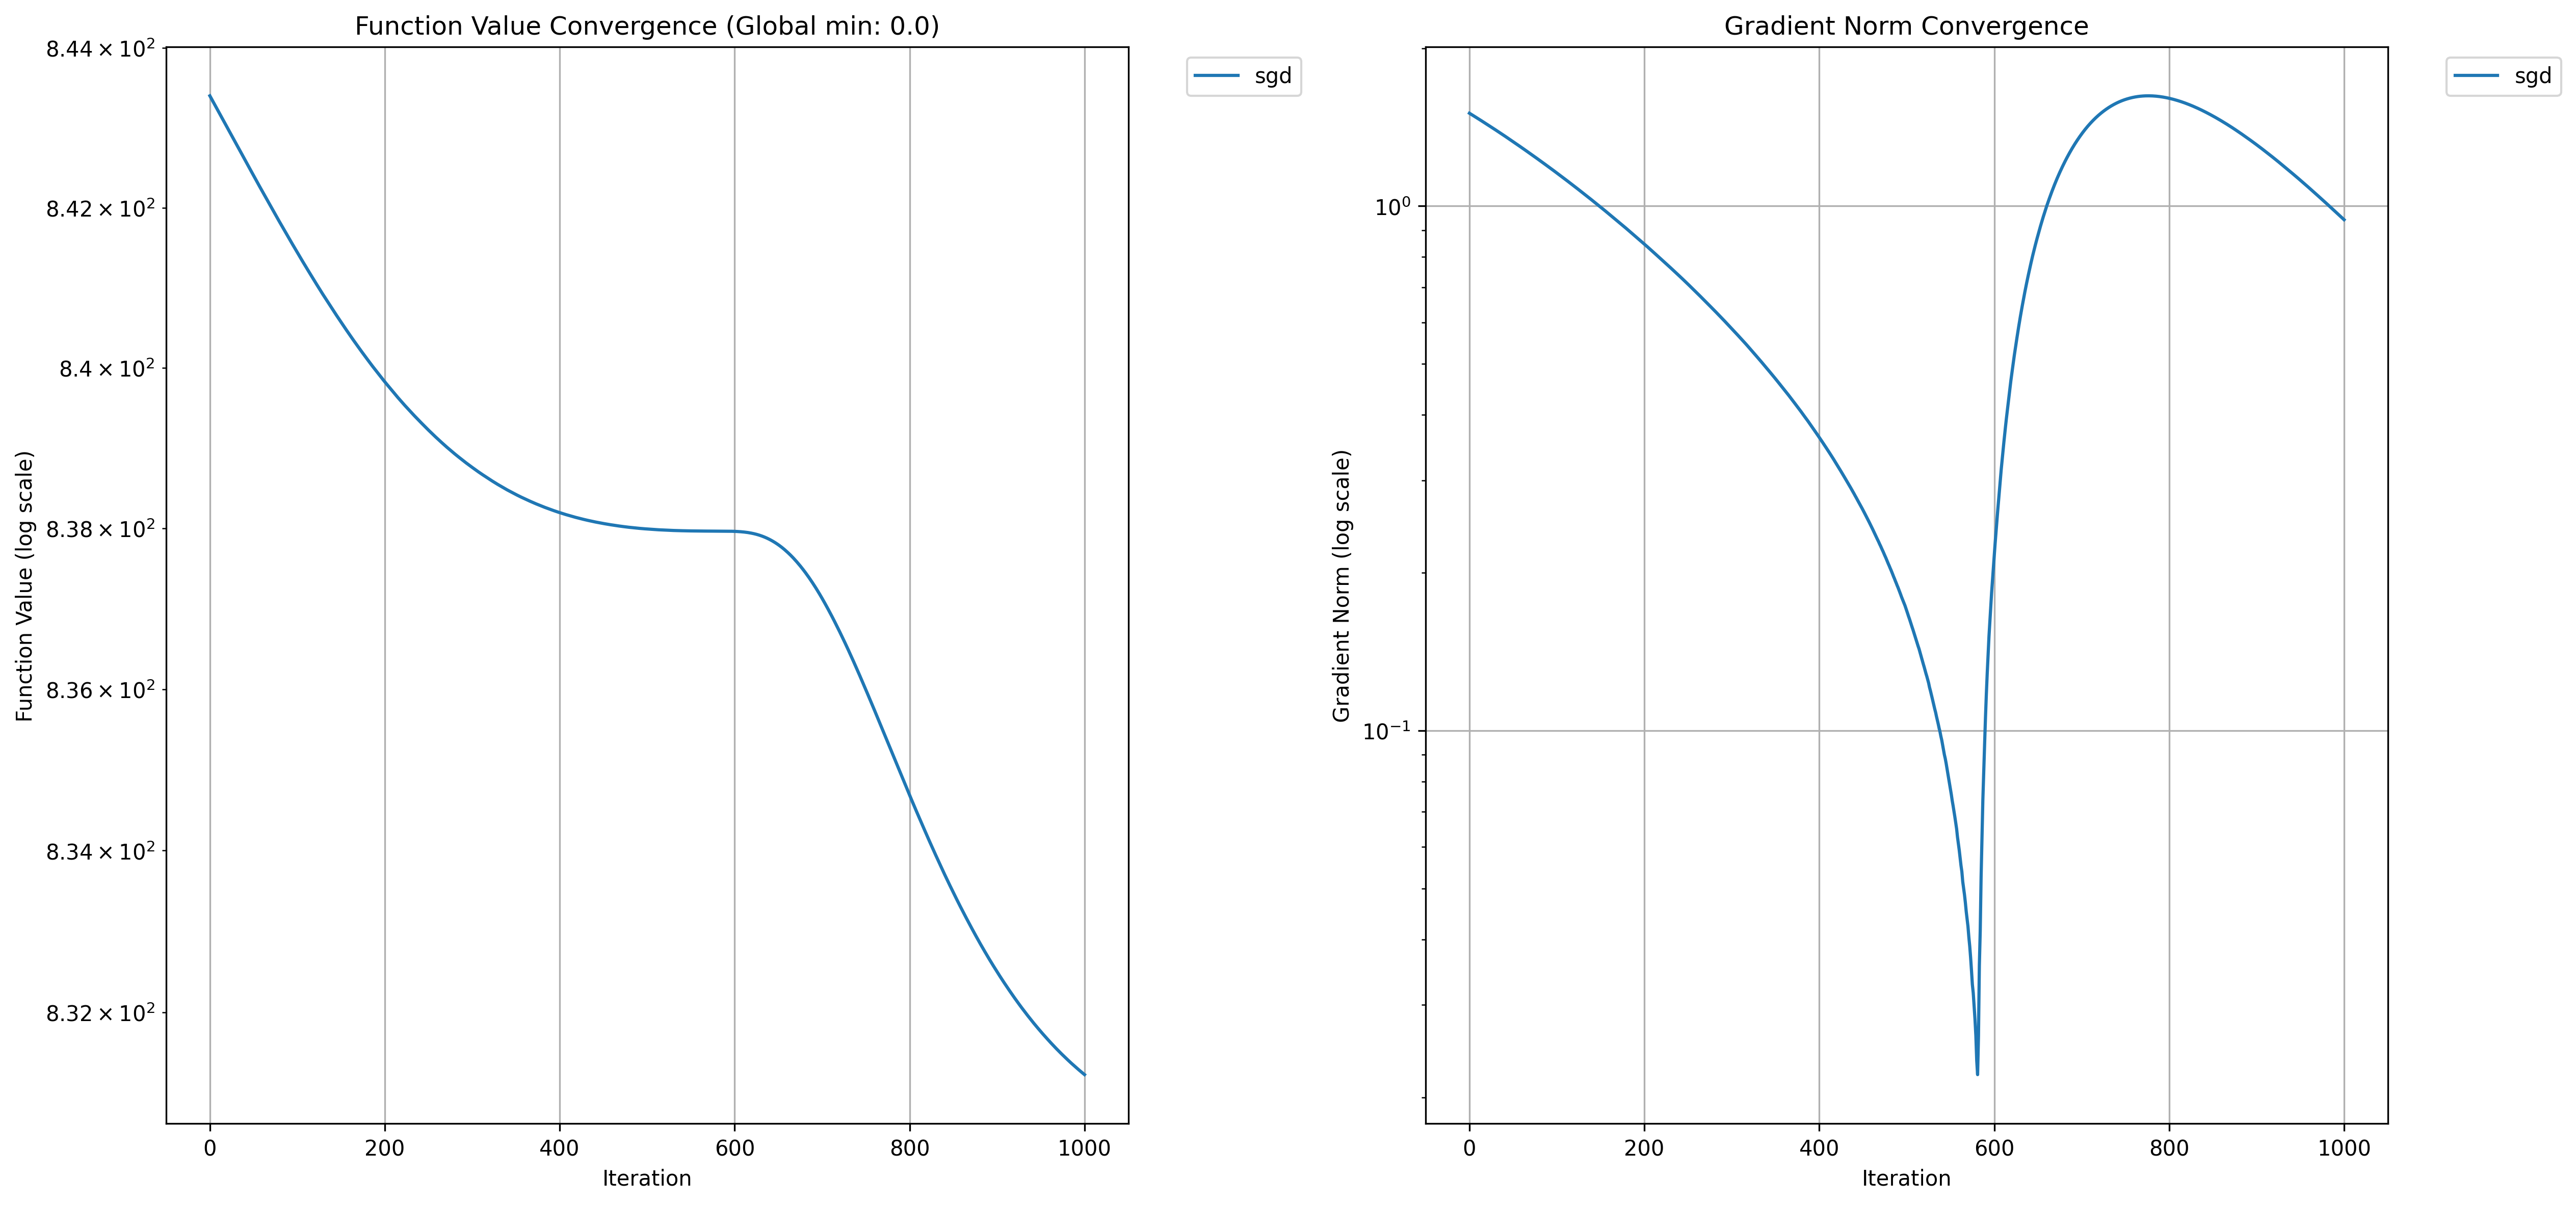 Function Value Convergence (Global min: 0.0)
8.44 × 10²
8.42 × 10²
8.4 × 10²
8.38 × 10²
8.36 × 10²
8.34 × 10²
8.32 × 10²
Function Value (log scale)
0 200 400 600 800 1000
Iteration
sgd
Gradient Norm Convergence
10⁰
10⁻¹
Gradient Norm (log scale)
0 200 400 600 800 1000
Iteration
sgd